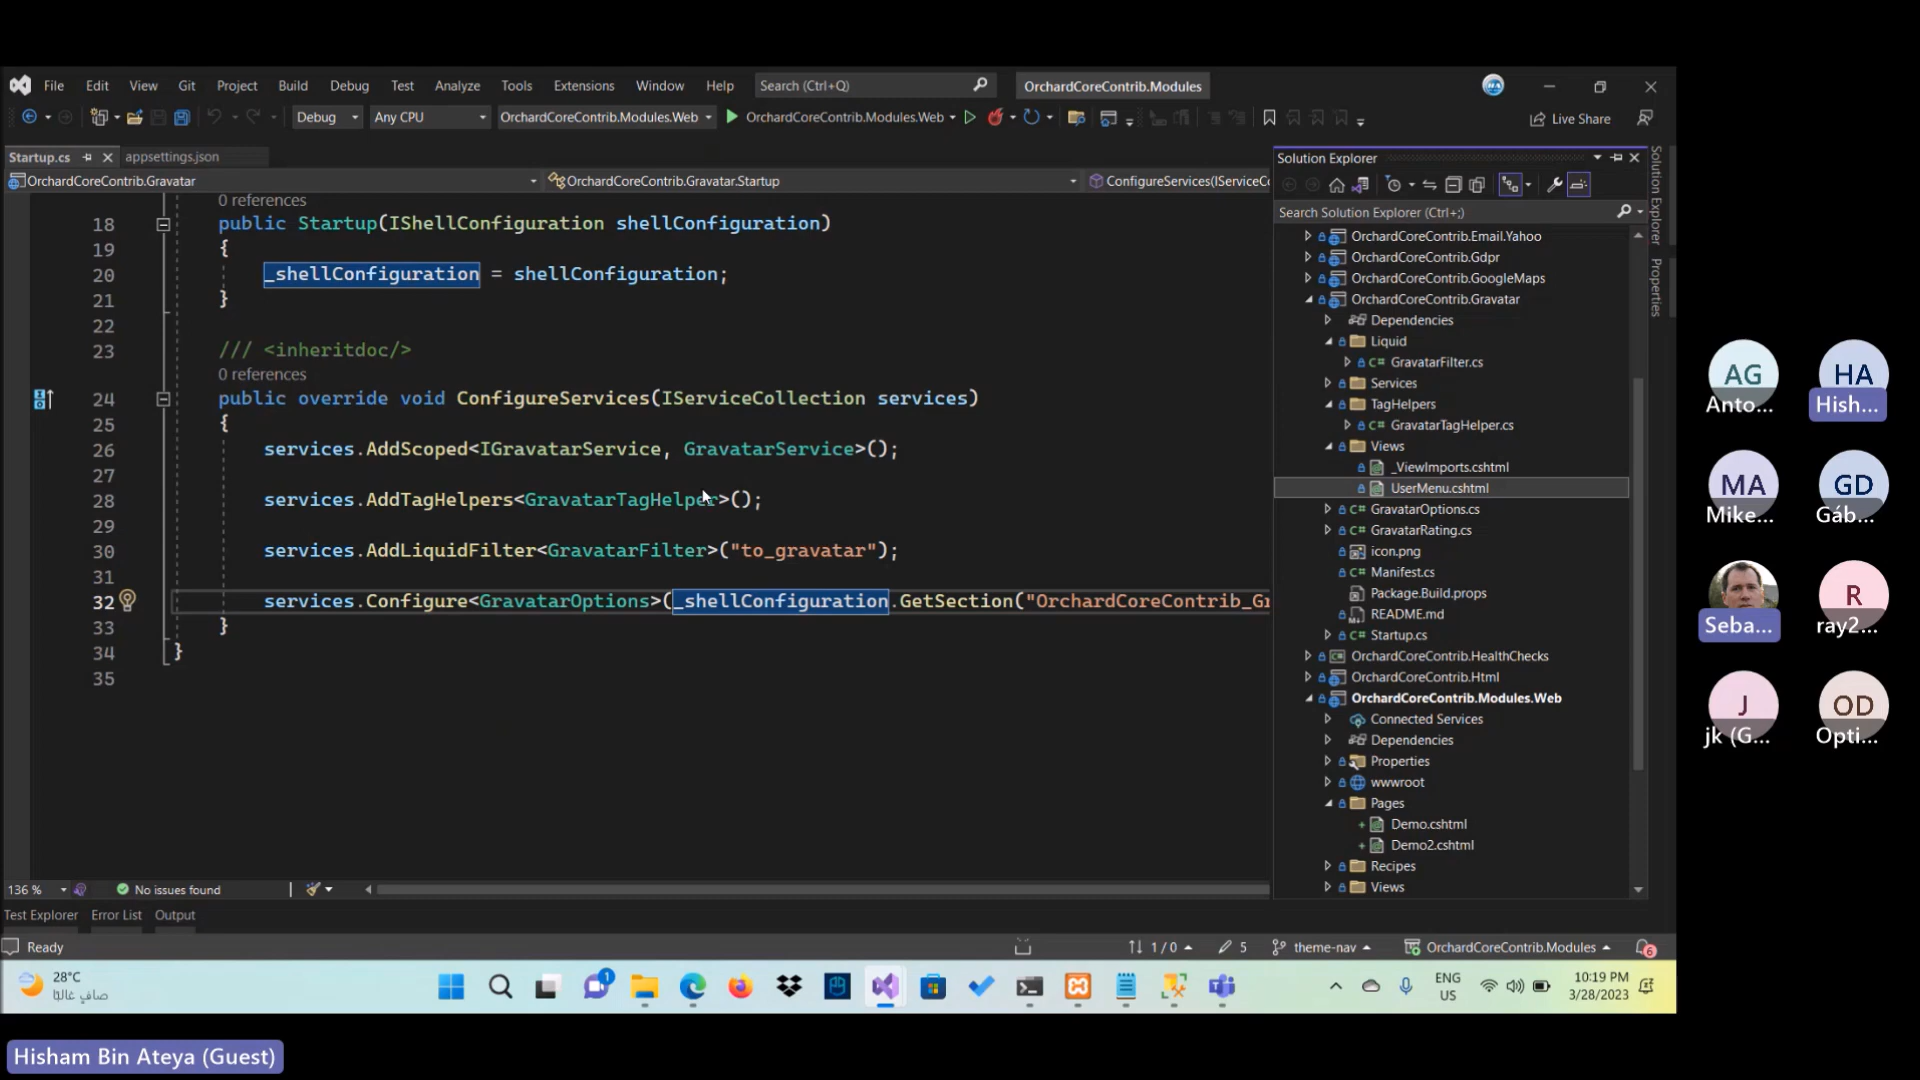 File Edit View Git Project Build Debug Test Analyze Tools Extensions Window Help Search (Ctrl+Q) OrchardCoreContrib.Modules
Debug Any CPU OrchardCoreContrib.Modules.Web OrchardCoreContrib.Modules.Web Live Share
Startup.cs appsettings.json
OrchardCoreContrib.Gravatar OrchardCoreContrib.Gravatar.Startup ConfigureServices(IServiceCo
0 references
18 public Startup(IShellConfiguration shellConfiguration)
19 {
20 _shellConfiguration = shellConfiguration;
21 }
22
23 /// <inheritdoc/>
0 references
24 public override void ConfigureServices(IServiceCollection services)
25 {
26 services.AddScoped<IGravatarService, GravatarService>();
27
28 services.AddTagHelpers<GravatarTagHelper>();
29
30 services.AddLiquidFilter<GravatarFilter>("to_gravatar");
31
32 services.Configure<GravatarOptions>(_shellConfiguration.GetSection("OrchardCoreContrib_Gr
33 }
34 }
35
136 % No issues found
Test Explorer Error List Output
Ready 1 / 0 5 theme-nav OrchardCoreContrib.Modules 6
Solution Explorer
Search Solution Explorer (Ctrl+;)
OrchardCoreContrib.Email.Yahoo
OrchardCoreContrib.Gdpr
OrchardCoreContrib.GoogleMaps
OrchardCoreContrib.Gravatar
Dependencies
Liquid
C# GravatarFilter.cs
Services
TagHelpers
C# GravatarTagHelper.cs
Views
_ViewImports.cshtml
UserMenu.cshtml
C# GravatarOptions.cs
C# GravatarRating.cs
icon.png
C# Manifest.cs
Package.Build.props
README.md
C# Startup.cs
OrchardCoreContrib.HealthChecks
OrchardCoreContrib.Html
OrchardCoreContrib.Modules.Web
Connected Services
Dependencies
Properties
wwwroot
Pages
Demo.cshtml
Demo2.cshtml
Recipes
Views
Solution Explorer
Properties
28°C
صافٍ غالبًا
1
ENG
US
10:19 PM
3/28/2023
AG
Anto...
HA
Hish...
MA
Mike...
GD
Gáb...
Seba...
R
ray2...
J
jk (G...
OD
Opti...
Hisham Bin Ateya (Guest)